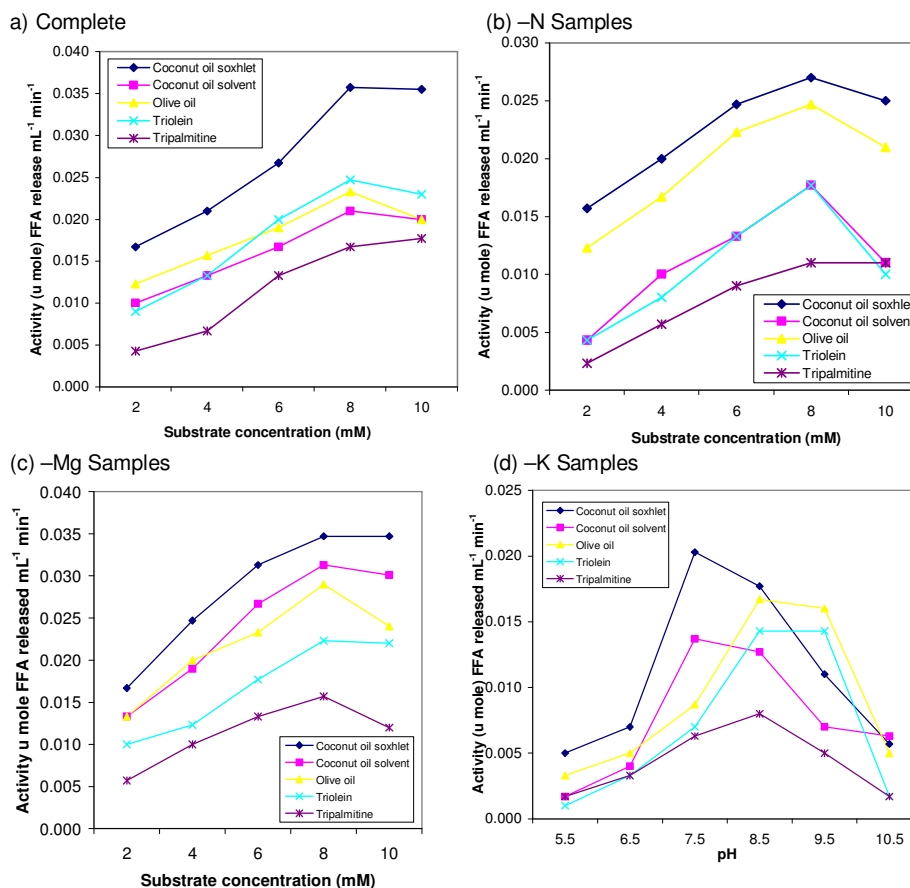 a) Complete
0.040
0.035
0.030
0.025
0.020
0.015
0.010
0.005
0.000
Activity (u mole) FFA release mL-1 min-1
Coconut oil soxhlet
Coconut oil solvent
Olive oil
Triolein
Tripalmitine
2 4 6 8 10
Substrate concentration (mM)
(b) –N Samples
0.030
0.025
0.020
0.015
0.010
0.005
0.000
Activity (u mole) FFA released mL-1 min-1
Coconut oil soxhlet
Coconut oil solvent
Olive oil
Triolein
Tripalmitine
2 4 6 8 10
Substrate concentration (mM)
(c) –Mg Samples
0.040
0.035
0.030
0.025
0.020
0.015
0.010
0.005
0.000
Activity u mole FFA released mL-1 min-1
Coconut oil soxhlet
Coconut oil solvent
Olive oil
Triolein
Tripalmitine
2 4 6 8 10
Substrate concentration (mM)
(d) –K Samples
0.025
0.020
0.015
0.010
0.005
0.000
Activity (u mole) FFA released mL-1 min-1
Coconut oil soxhlet
Coconut oil solvent
Olive oil
Triolein
Tripalmitine
5.5 6.5 7.5 8.5 9.5 10.5
pH